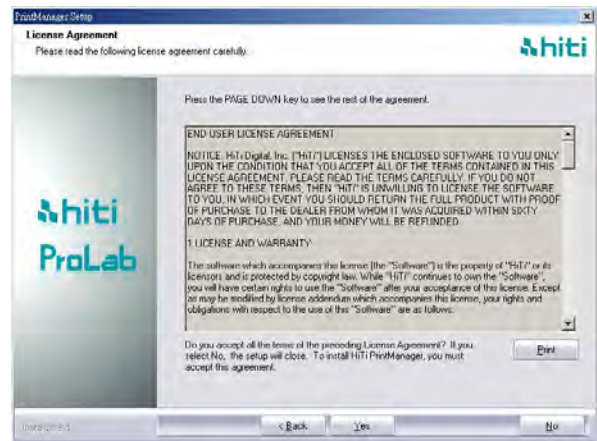 PrintManager Setup
License Agreement
Please read the following license agreement carefully.
hiti
Press the PAGE DOWN key to see the rest of the agreement.
END USER LICENSE AGREEMENT
NOTICE. HiTi Digital, Inc. ("HiTi") LICENSES THE ENCLOSED SOFTWARE TO YOU ONLY
UPON THE CONDITION THAT YOU ACCEPT ALL OF THE TERMS CONTAINED IN THIS
LICENSE AGREEMENT. PLEASE READ THE TERMS CAREFULLY. IF YOU DO NOT
AGREE TO THESE TERMS, THEN "HiTi" IS UNWILLING TO LICENSE THE SOFTWARE
TO YOU, IN WHICH EVENT YOU SHOULD RETURN THE FULL PRODUCT WITH PROOF
OF PURCHASE TO THE DEALER FROM WHOM IT WAS ACQUIRED WITHIN SIXTY
DAYS OF PURCHASE, AND YOUR MONEY WILL BE REFUNDED.
1.LICENSE AND WARRANTY:
The software which accompanies this license (the "Software") is the property of "HiTi" or its
licensors and is protected by copyright law. While "HiTi" continues to own the "Software",
you will have certain rights to use the "Software" after your acceptance of this license. Except
as may be modified by license addendum which accompanies this license, your rights and
obligations with respect to the use of this "Software" are as follows:
hiti
ProLab
Do you accept all the terms of the preceding License Agreement? If you
select No, the setup will close. To install HiTi PrintManager, you must
accept this agreement.
Print
InstallShield
< Back
Yes
No